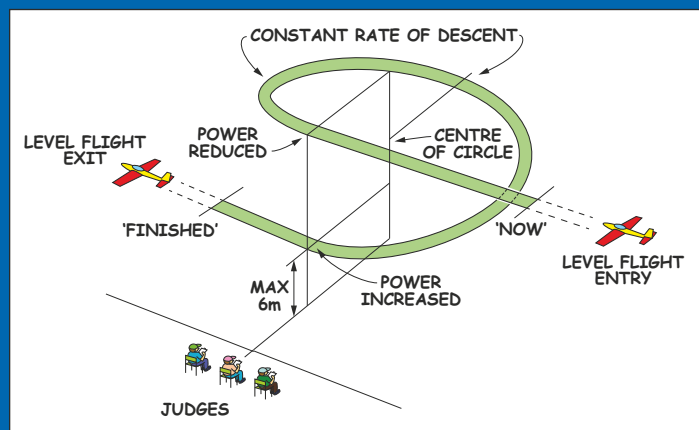 CONSTANT RATE OF DESCENT
LEVEL FLIGHT
EXIT
POWER
REDUCED
CENTRE
OF CIRCLE
'FINISHED'
'NOW'
LEVEL FLIGHT
ENTRY
MAX
6m
POWER
INCREASED
JUDGES